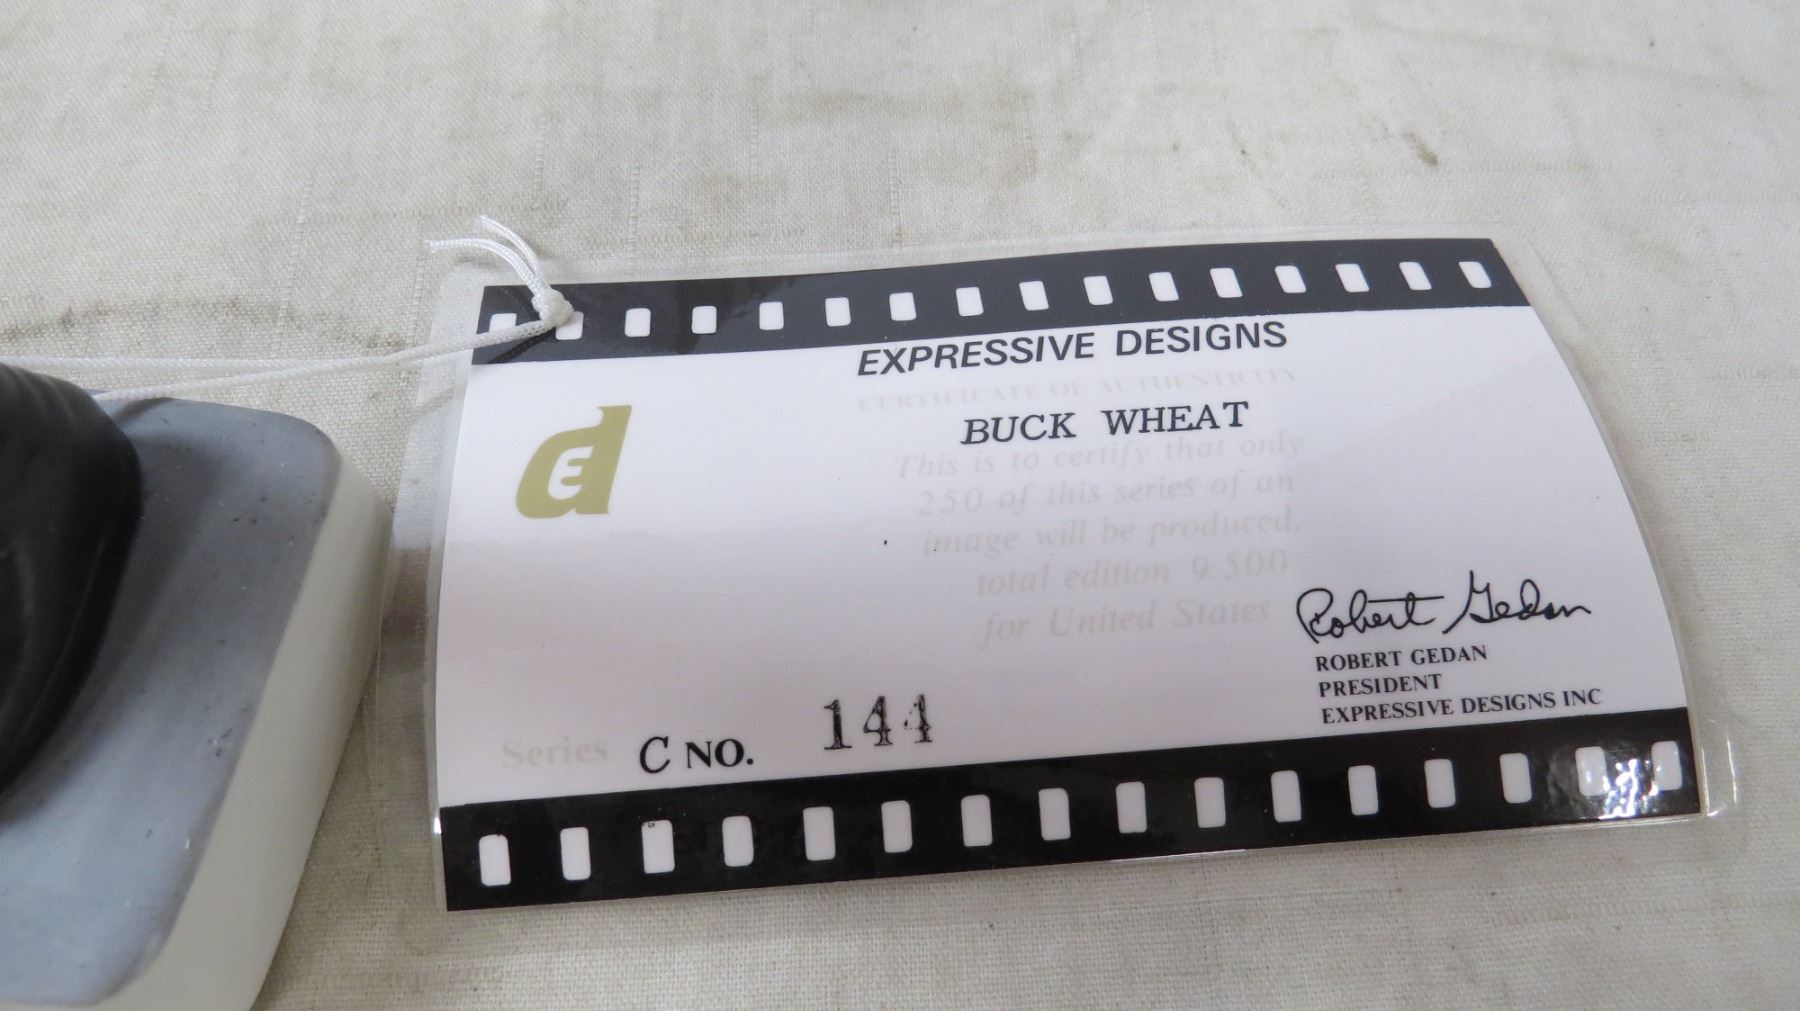 EXPRESSIVE DESIGNS
CERTIFICATE OF AUTHENTICITY
BUCK WHEAT
This is to certify that only
250 of this series of an
image will be produced.
total edition 9.500
for United States
Robert Gedan
ROBERT GEDAN
PRESIDENT
EXPRESSIVE DESIGNS INC
Series C NO. 144
dE